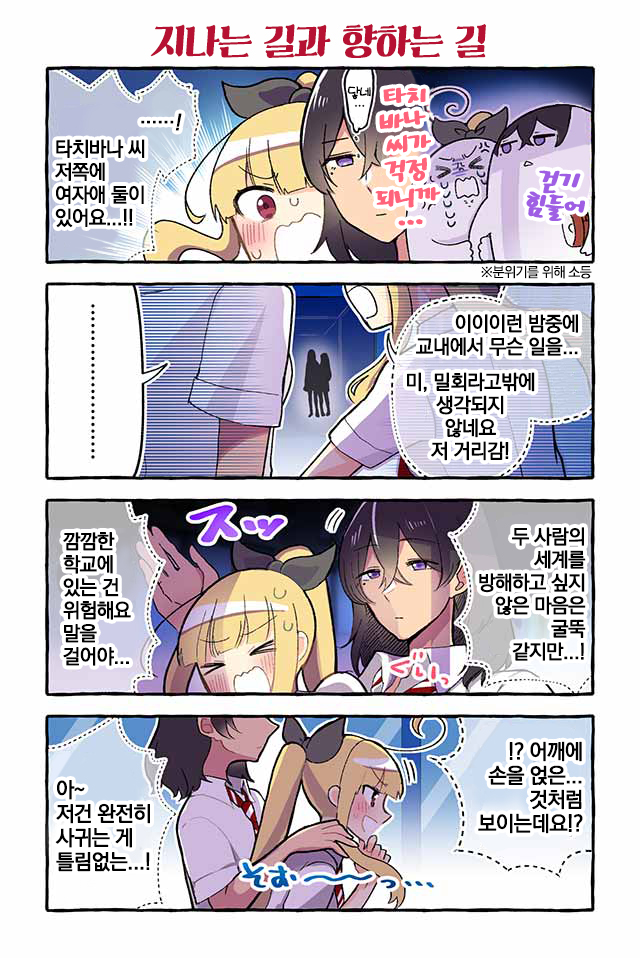 지나는 길과 향하는 길
......!
타치바나 씨
저쪽에
여자애 둘이
있어요...!!
닿네
...
타치
바나
씨가
걱정
되니까
...
걷기
힘들어
※분위기를 위해 소등
이이이런 밤중에
교내에서 무슨 일을...
미, 밀회라고밖에
생각되지
않네요
저 거리감!
............
두 사람의
세계를
방해하고 싶지
않은 마음은
굴뚝
같지만...!
スッ
깜깜한
학교에
있는 건
위험해요
말을
걸어야...
ぐいっ
!? 어깨에
손을 얹은...
것처럼
보이는데요!?
아~
저건 완전히
사귀는 게
틀림없는...!
そお~~っ...